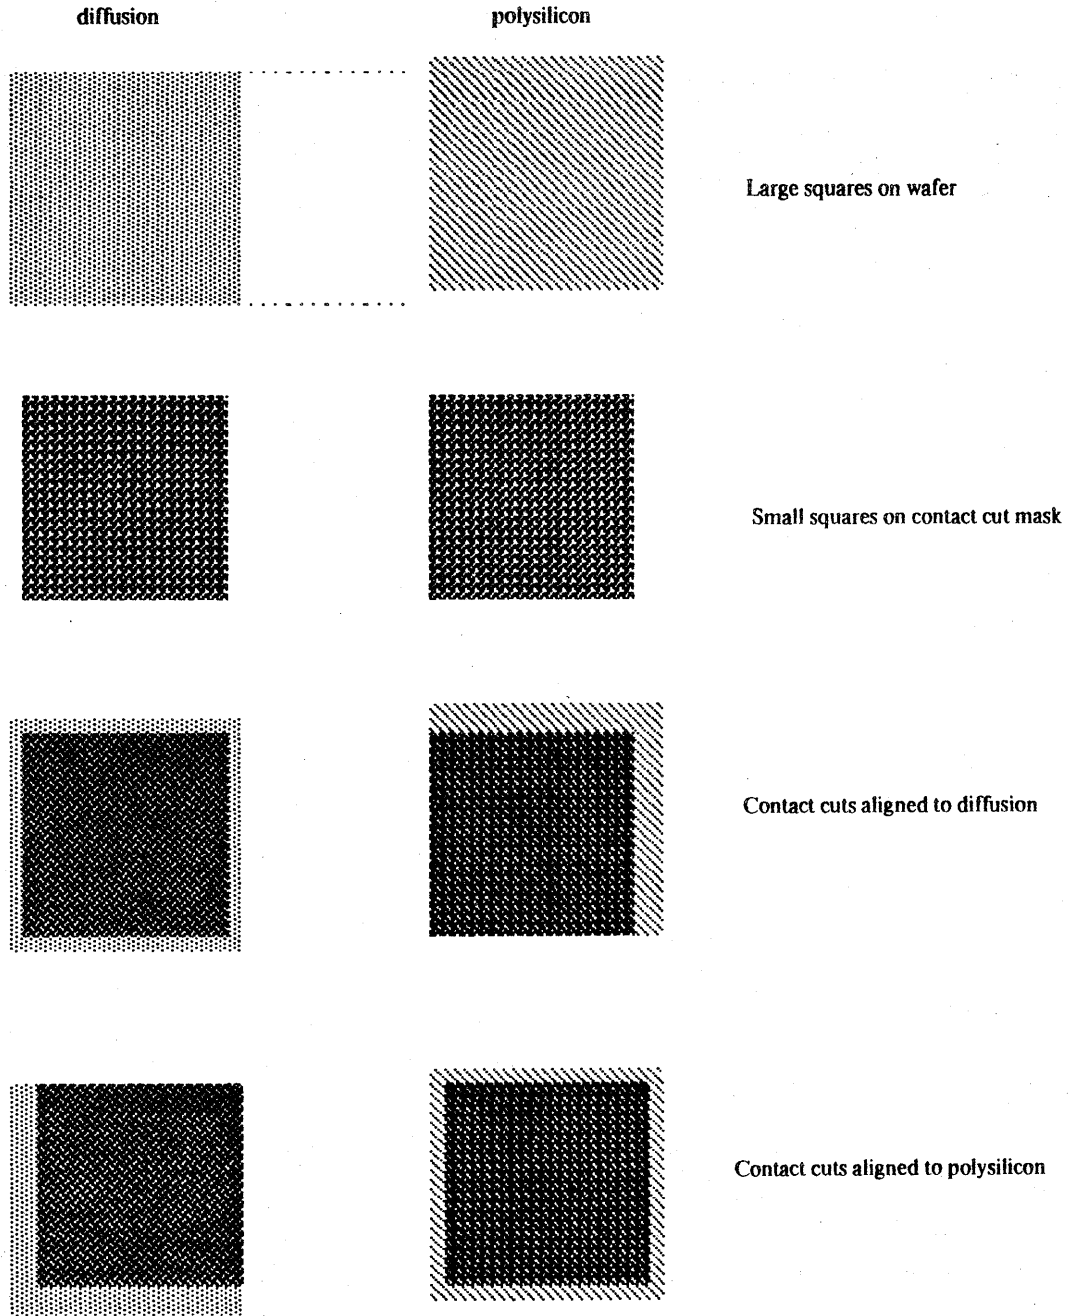 diffusion
polysilicon
Large squares on wafer
Small squares on contact cut mask
Contact cuts aligned to diffusion
Contact cuts aligned to polysilicon